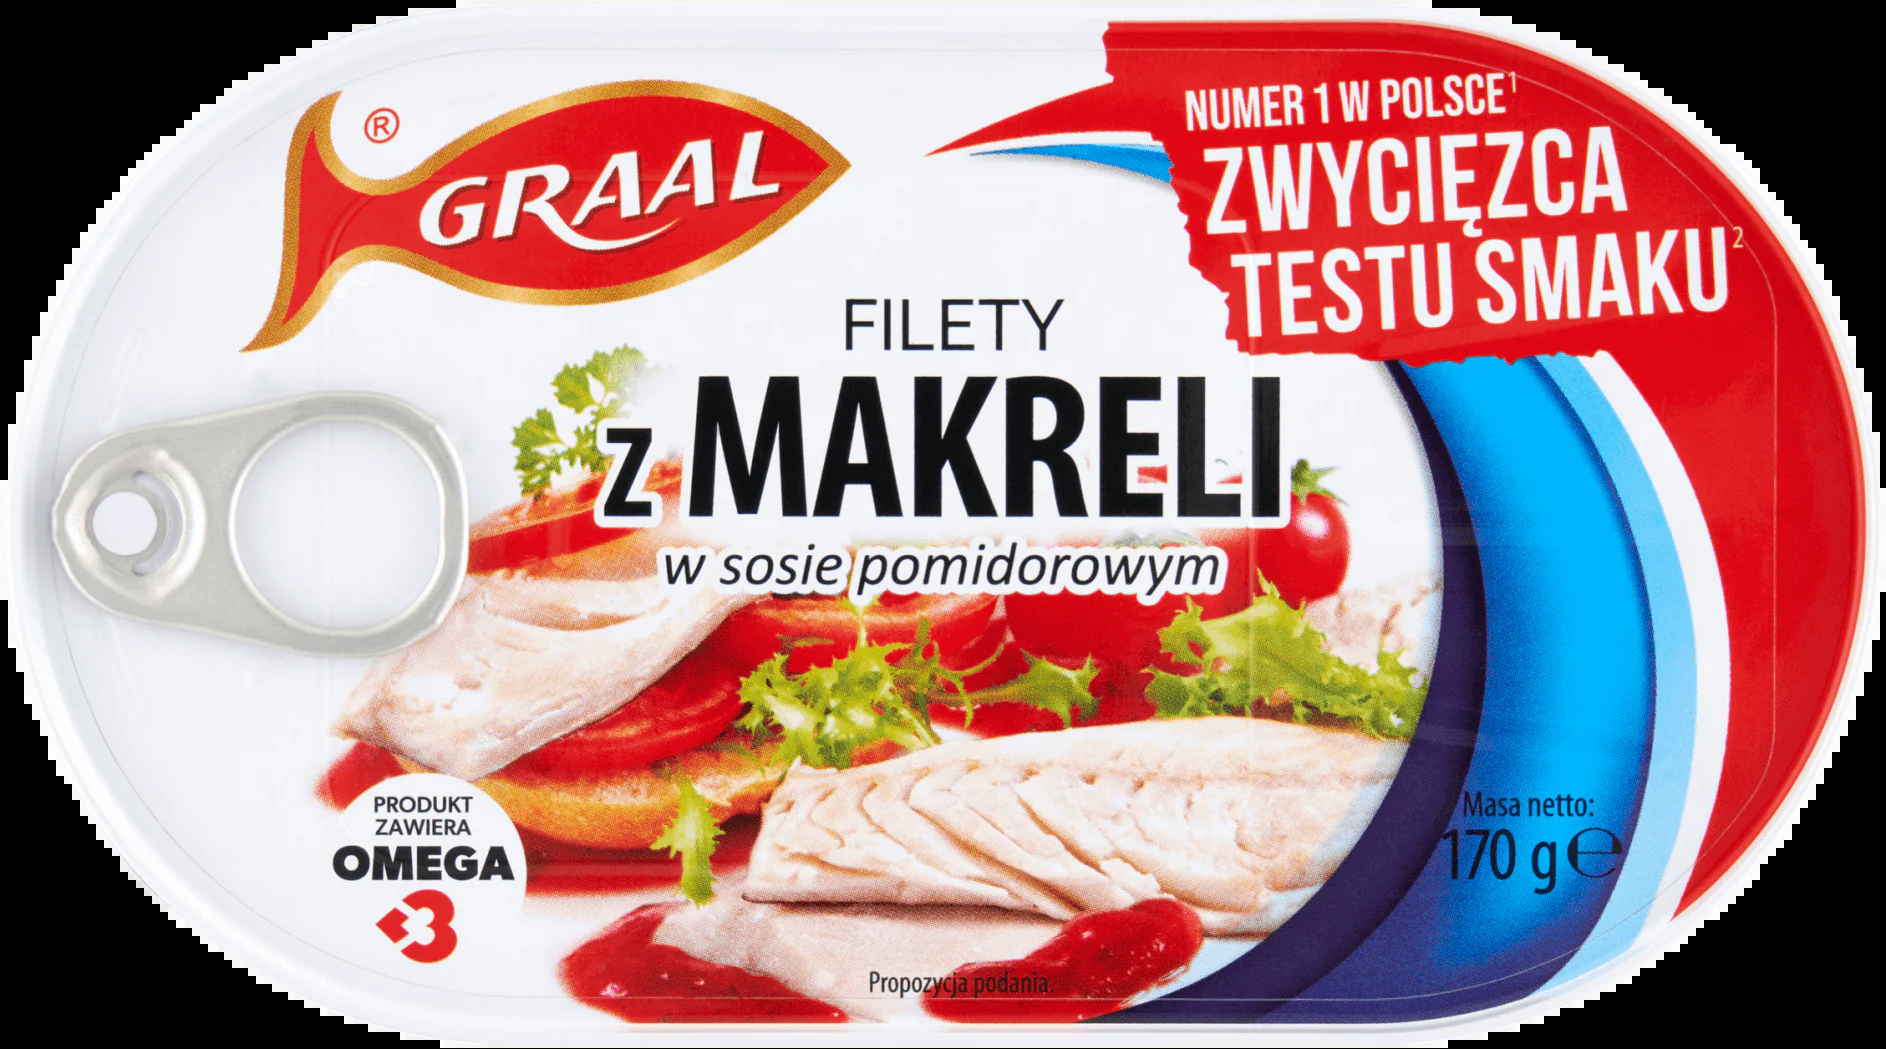 ®
GRAAL
NUMER 1 W POLSCE¹
ZWYCIĘZCA
TESTU SMAKU²
FILETY
z MAKRELI
w sosie pomidorowym
PRODUKT
ZAWIERA
OMEGA
3
Masa netto:
170 g ℮
Propozycja podania.